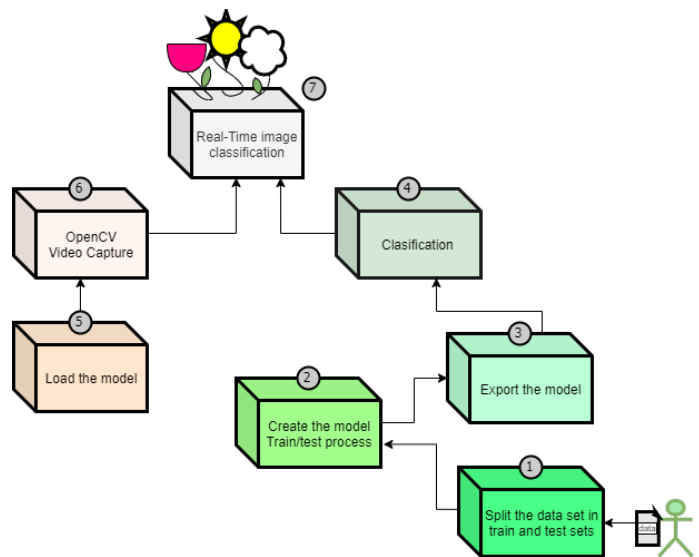 7
Real-Time image
classification
6
OpenCV
Video Capture
4
Clasification
5
Load the model
3
Export the model
2
Create the model
Train/test process
1
Split the data set in
train and test sets
data